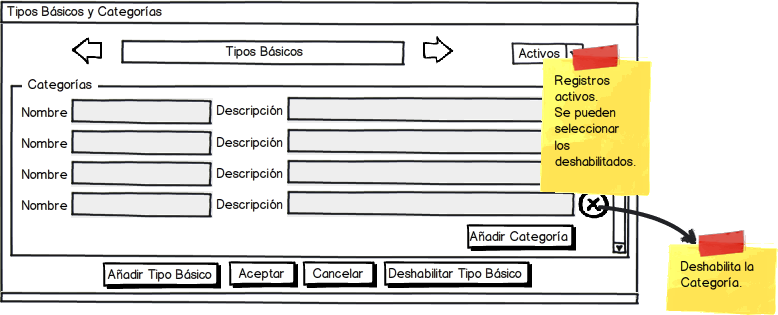 Tipos Básicos y Categorías
Tipos Básicos
Activos
Registros
activos.
Se pueden
seleccionar
los
deshabilitados.
Categorías
Nombre Descripción
Nombre Descripción
Nombre Descripción
Nombre Descripción
Añadir Categoría
Añadir Tipo Básico Aceptar Cancelar Deshabilitar Tipo Básico
Deshabilita la
Categoría.